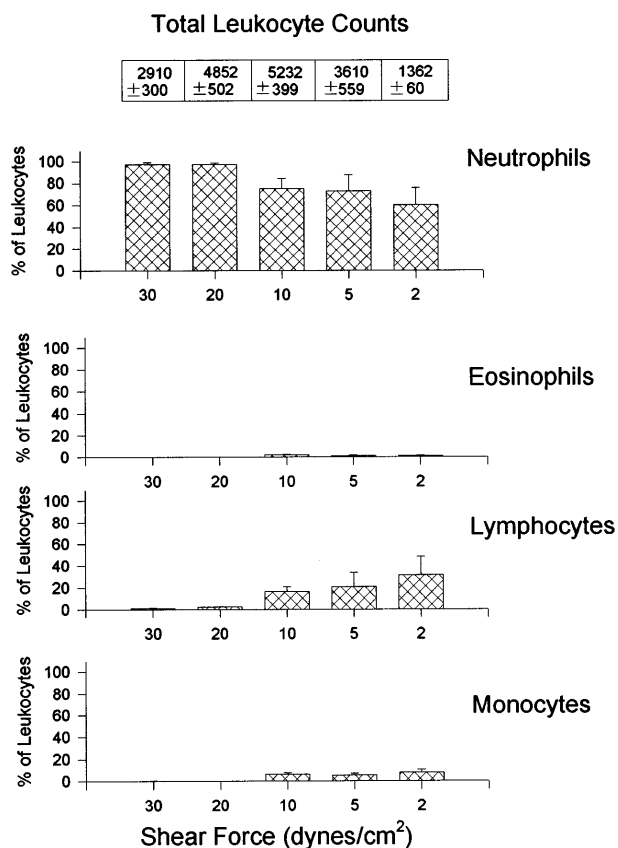 Total Leukocyte Counts
2910 4852 5232 3610 1362
±300 ±502 ±399 ±559 ±60
Neutrophils
% of Leukocytes
100
80
60
40
20
0
30 20 10 5 2
Eosinophils
% of Leukocytes
100
80
60
40
20
0
30 20 10 5 2
Lymphocytes
% of Leukocytes
100
80
60
40
20
0
30 20 10 5 2
Monocytes
% of Leukocytes
100
80
60
40
20
0
30 20 10 5 2
Shear Force (dynes/cm²)